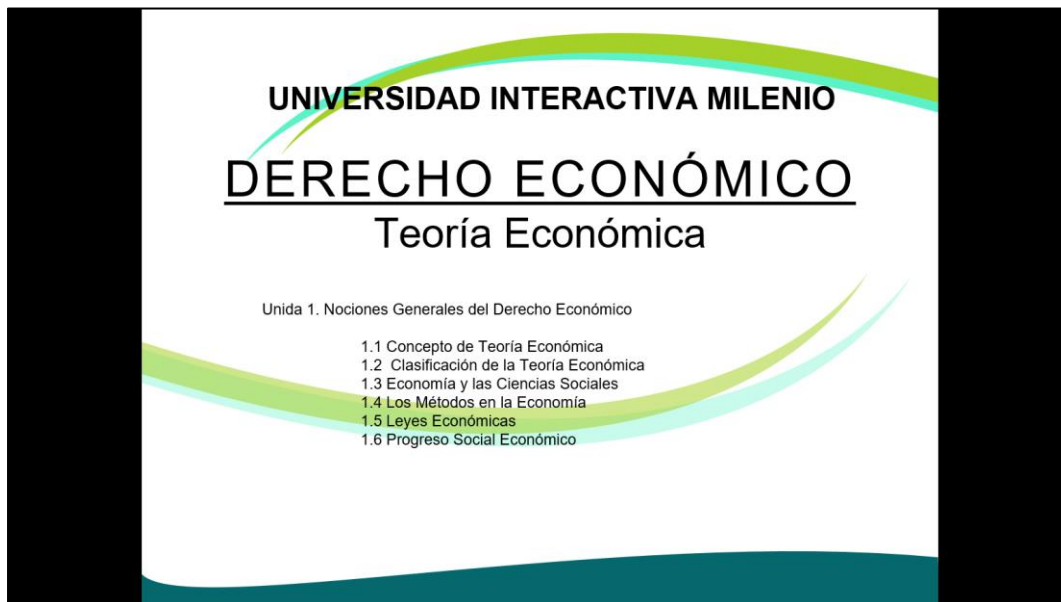 UNIVERSIDAD INTERACTIVA MILENIO
DERECHO ECONÓMICO
Teoría Económica
Unida 1. Nociones Generales del Derecho Económico
1.1 Concepto de Teoría Económica
1.2 Clasificación de la Teoría Económica
1.3 Economía y las Ciencias Sociales
1.4 Los Métodos en la Economía
1.5 Leyes Económicas
1.6 Progreso Social Económico